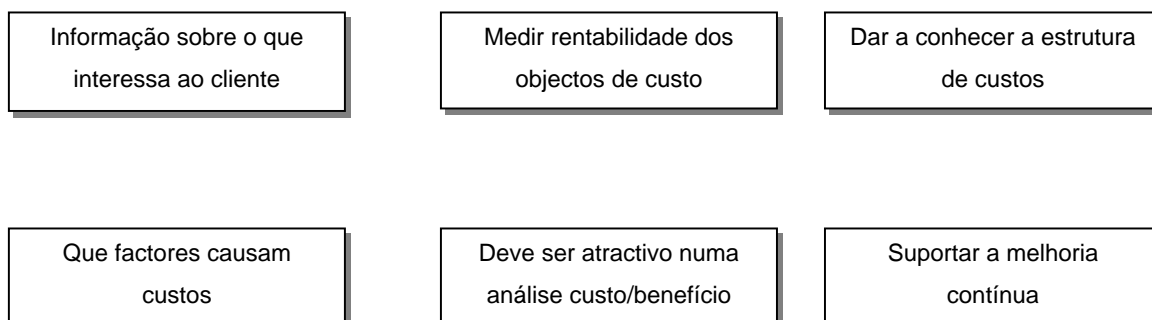 Informação sobre o que
interessa ao cliente
Medir rentabilidade dos
objectos de custo
Dar a conhecer a estrutura
de custos
Que factores causam
custos
Deve ser atractivo numa
análise custo/benefício
Suportar a melhoria
contínua